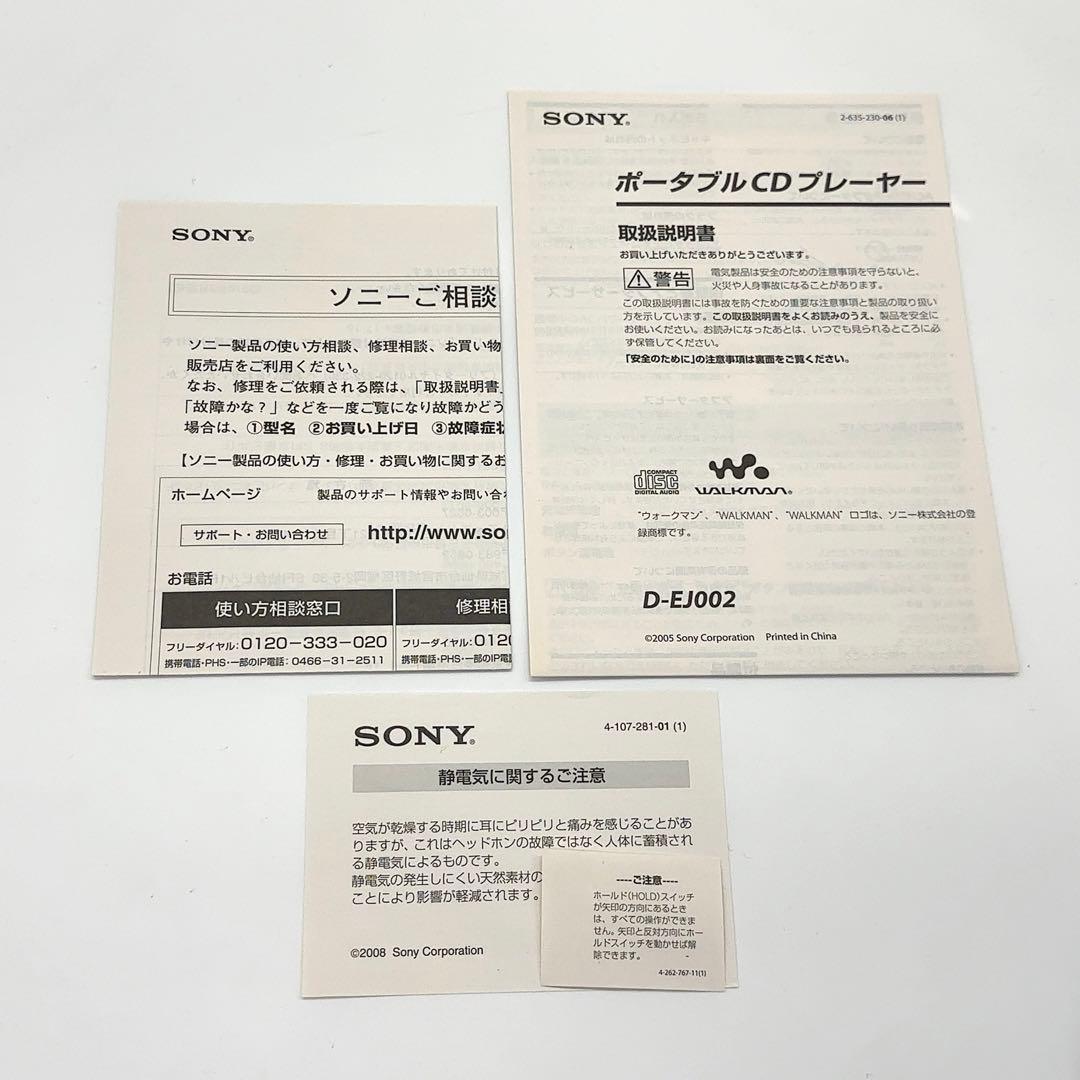 SONY®
ソニーご相談
ソニー製品の使い方相談、修理相談、お買い物
販売店をご利用ください。
なお、修理をご依頼される際は、「取扱説明書」
「故障かな?」などを一度ご覧になり故障かどう
場合は、①型名 ②お買い上げ日 ③故障症状
【ソニー製品の使い方・修理・お買い物に関するお
ホームページ 製品のサポート情報やお問い合わ
サポート・お問い合わせ http://www.so
お電話
使い方相談窓口 修理相
フリーダイヤル:0120-333-020 フリーダイヤル:012
携帯電話・PHS・一部のIP電話:0466-31-2511 携帯電話・PHS・一部のIP電
SONY® 2-635-230-06 (1)
ポータブルCDプレーヤー
取扱説明書
お買い上げいただきありがとうございます。
警告 電気製品は安全のための注意事項を守らないと、
火災や人身事故になることがあります。
この取扱説明書には事故を防ぐための重要な注意事項と製品の取り扱い
方を示しています。この取扱説明書をよくお読みのうえ、製品を安全に
お使いください。お読みになったあとは、いつでも見られるところに必
ず保管してください。
「安全のために」の注意事項は裏面をご覧ください。
COMPACT
disc
DIGITAL AUDIO
WALKMAN®
"ウォークマン"、"WALKMAN"、"WALKMAN" ロゴは、ソニー株式会社の登
録商標です。
D-EJ002
©2005 Sony Corporation Printed in China
SONY® 4-107-281-01 (1)
静電気に関するご注意
空気が乾燥する時期に耳にピリピリと痛みを感じることがあ
りますが、これはヘッドホンの故障ではなく人体に蓄積され
る静電気によるものです。
静電気の発生しにくい天然素材の
ことにより影響が軽減されます。
©2008 Sony Corporation
----ご注意----
ホールド(HOLD)スイッチ
が矢印の方向にあるとき
は、すべての操作ができま
せん。矢印と反対方向にホー
ルドスイッチを動かせば解
除できます。
4-262-767-11(1)